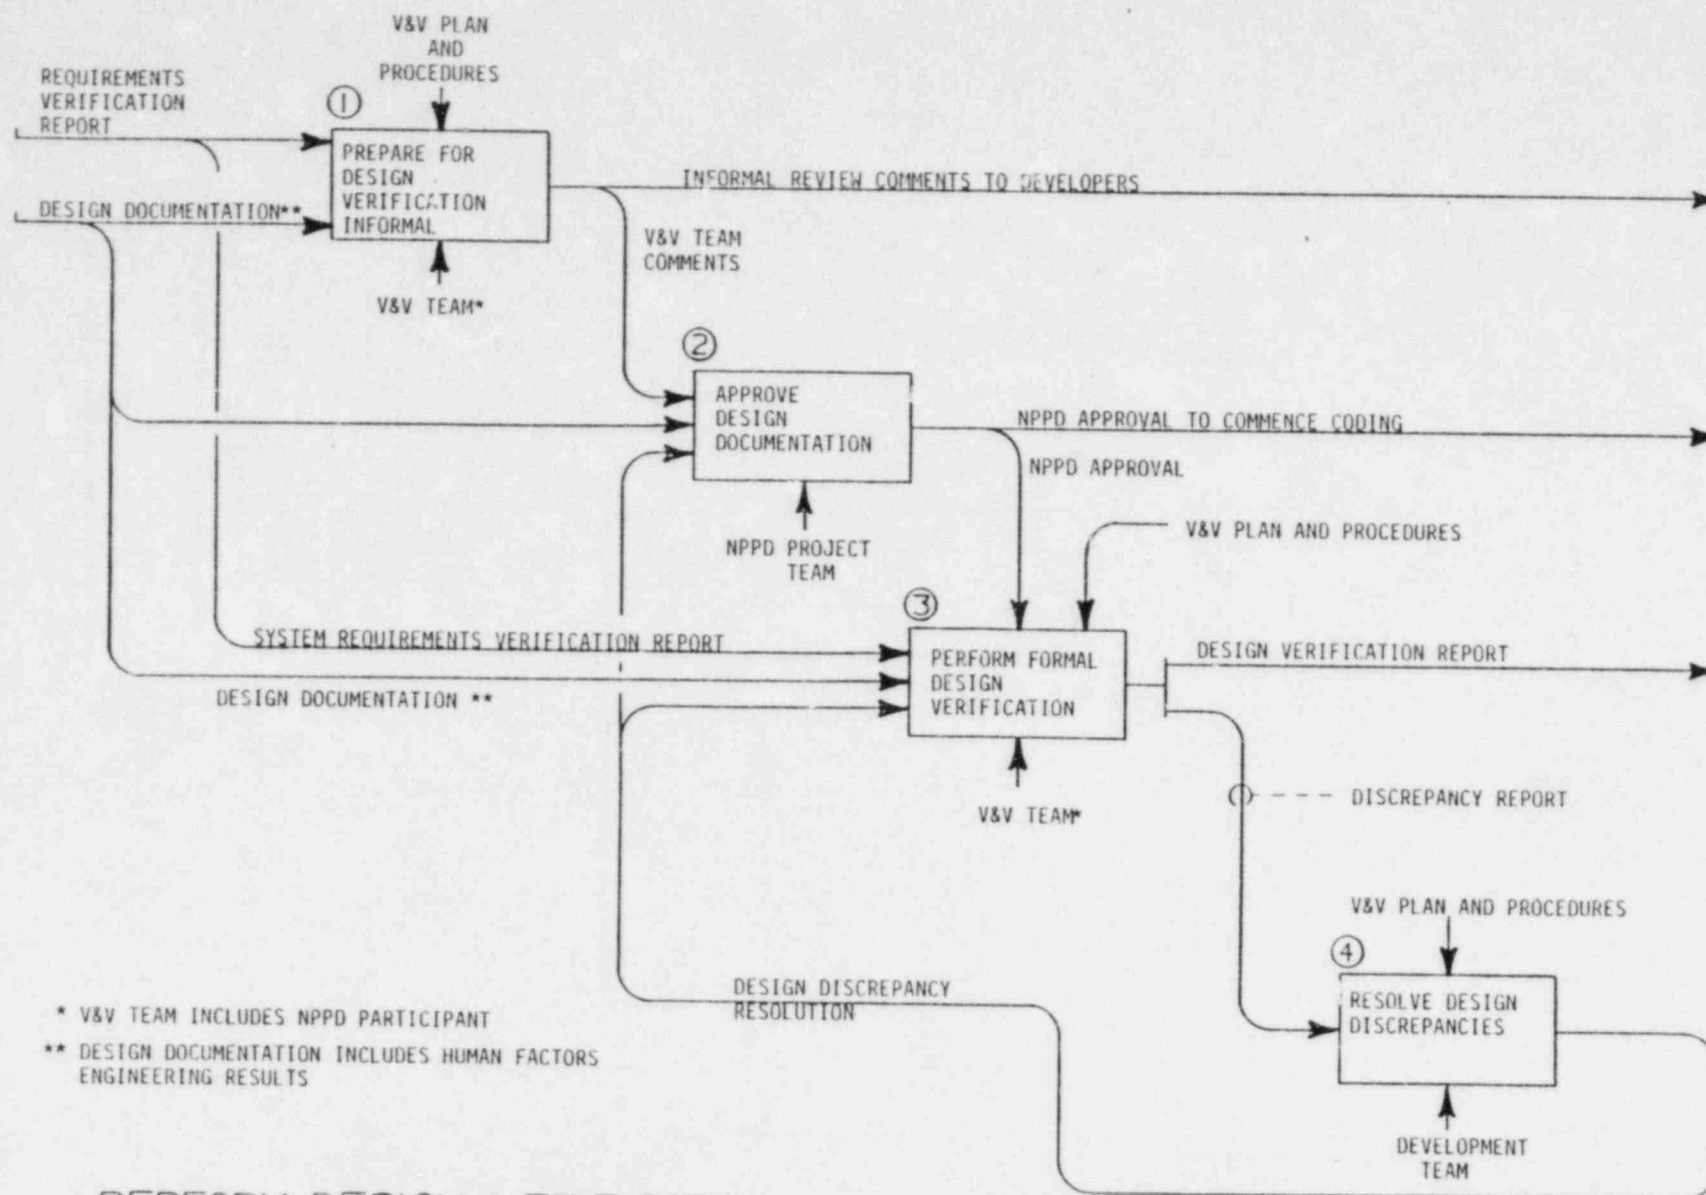 V&V PLAN
AND
PROCEDURES
REQUIREMENTS
VERIFICATION
REPORT
①
PREPARE FOR
DESIGN
VERIFICATION
INFORMAL
DESIGN DOCUMENTATION**
V&V TEAM*
INFORMAL REVIEW COMMENTS TO DEVELOPERS
V&V TEAM
COMMENTS
②
APPROVE
DESIGN
DOCUMENTATION
NPPD APPROVAL TO COMMENCE CODING
NPPD APPROVAL
NPPD PROJECT
TEAM
V&V PLAN AND PROCEDURES
③
SYSTEM REQUIREMENTS VERIFICATION REPORT
PERFORM FORMAL
DESIGN
VERIFICATION
DESIGN VERIFICATION REPORT
DESIGN DOCUMENTATION **
V&V TEAM*
DISCREPANCY REPORT
V&V PLAN AND PROCEDURES
④
RESOLVE DESIGN
DISCREPANCIES
DESIGN DISCREPANCY
RESOLUTION
DEVELOPMENT
TEAM
* V&V TEAM INCLUDES NPPD PARTICIPANT
** DESIGN DOCUMENTATION INCLUDES HUMAN FACTORS
ENGINEERING RESULTS
PERFORM DESIGN